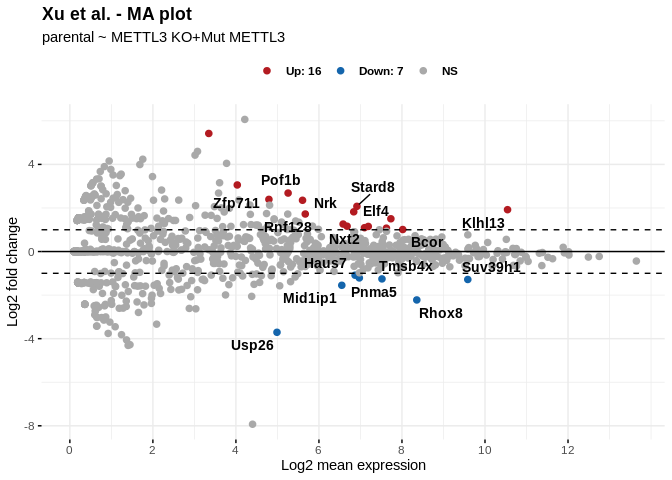 Xu et al. - MA plot
parental ~ METTL3 KO+Mut METTL3
Up: 16 Down: 7 NS
Log2 fold change
4
0
-4
-8
Pof1b
Stard8
Zfp711
Nrk
Elf4
Klhl13
Rnf128
Nxt2
Bcor
Haus7
Tmsb4x
Suv39h1
Mid1ip1
Pnma5
Rhox8
Usp26
0 2 4 6 8 10 12
Log2 mean expression